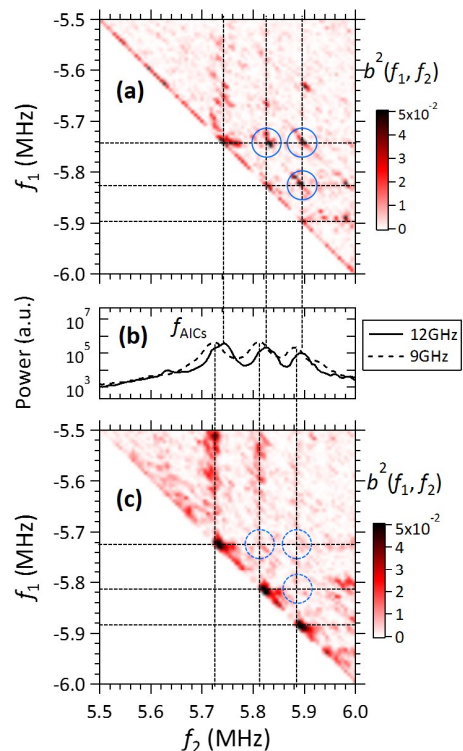 -5.5
-5.6
-5.7
-5.8
-5.9
-6.0
f1 (MHz)
(a)
b²(f1, f2)
5x10-2
4
3
2
1
0
(b)
Power (a.u.)
10⁷
10⁵
10³
fAICs
12GHz
9GHz
-5.5
-5.6
-5.7
-5.8
-5.9
-6.0
f1 (MHz)
(c)
b²(f1, f2)
5x10-2
4
3
2
1
0
5.5 5.6 5.7 5.8 5.9 6.0
f2 (MHz)